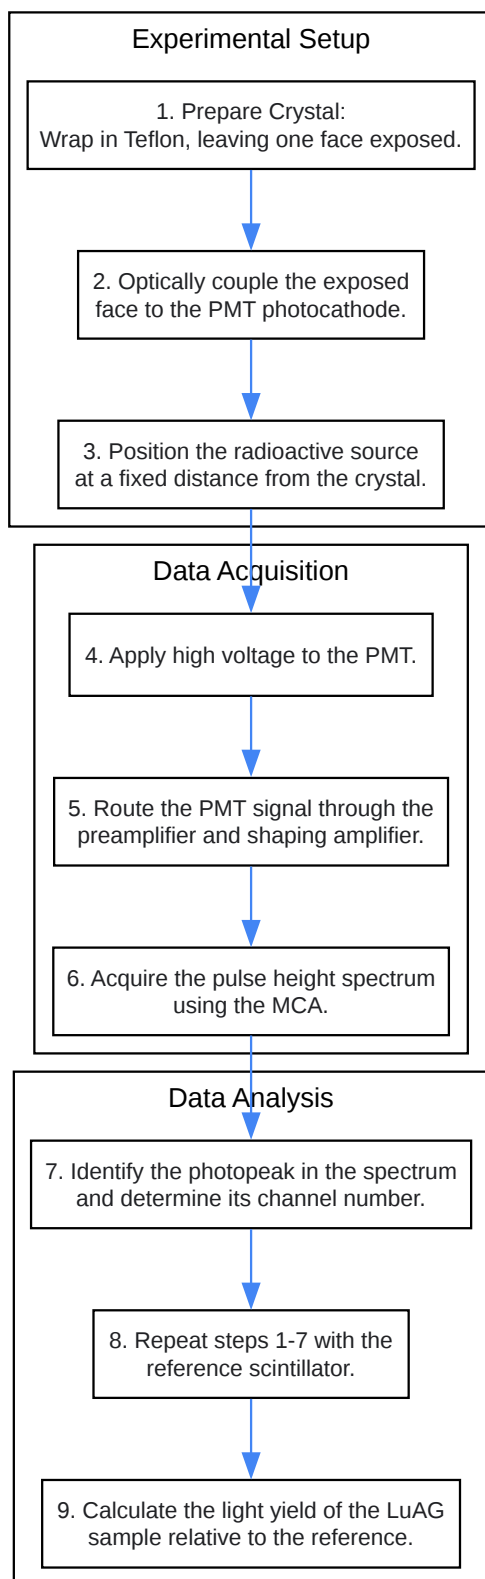 Experimental Setup
1. Prepare Crystal:
Wrap in Teflon, leaving one face exposed.
2. Optically couple the exposed
face to the PMT photocathode.
3. Position the radioactive source
at a fixed distance from the crystal.
Data Acquisition
4. Apply high voltage to the PMT.
5. Route the PMT signal through the
preamplifier and shaping amplifier.
6. Acquire the pulse height spectrum
using the MCA.
Data Analysis
7. Identify the photopeak in the spectrum
and determine its channel number.
8. Repeat steps 1-7 with the
reference scintillator.
9. Calculate the light yield of the LuAG
sample relative to the reference.